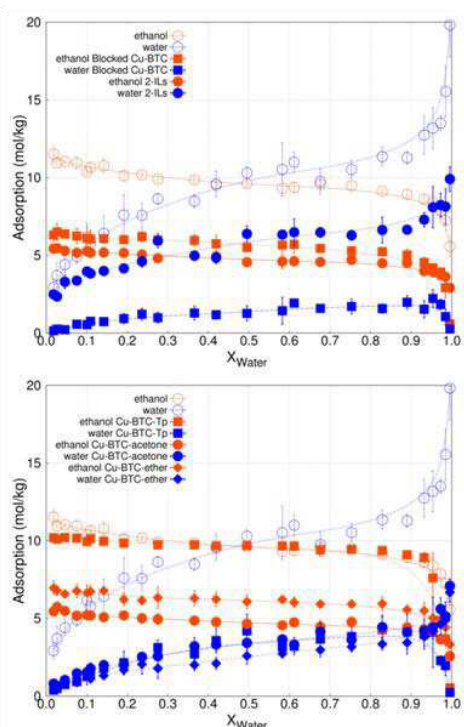 20
15
10
5
0
Adsorption (mol/kg)
ethanol
water
ethanol Blocked Cu-BTC
water Blocked Cu-BTC
ethanol 2-ILs
water 2-ILs
0.0 0.1 0.2 0.3 0.4 0.5 0.6 0.7 0.8 0.9 1.0
XWater
20
15
10
5
0
Adsorption (mol/kg)
ethanol
water
ethanol Cu-BTC-Tp
water Cu-BTC-Tp
ethanol Cu-BTC-acetone
water Cu-BTC-acetone
ethanol Cu-BTC-ether
water Cu-BTC-ether
0.0 0.1 0.2 0.3 0.4 0.5 0.6 0.7 0.8 0.9 1.0
XWater